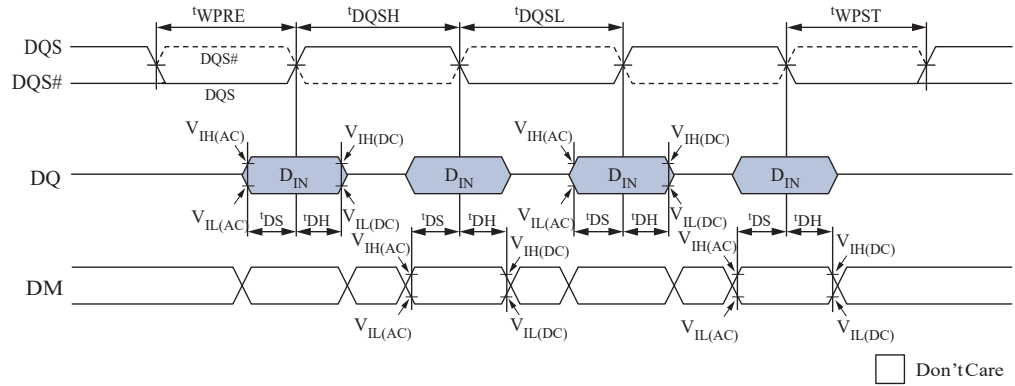 tWPRE tDQSH tDQSL tWPST
DQS
DQS#
DQS#
DQS
VIH(AC) VIH(DC) VIH(AC) VIH(DC)
DQ DIN DIN DIN DIN
VIL(AC) VIL(DC) VIL(AC) VIL(DC)
tDS tDH tDS tDH tDS tDH tDS tDH
VIH(AC) VIH(DC) VIH(AC) VIH(DC)
DM
VIL(AC) VIL(DC) VIL(AC) VIL(DC)
Don't Care